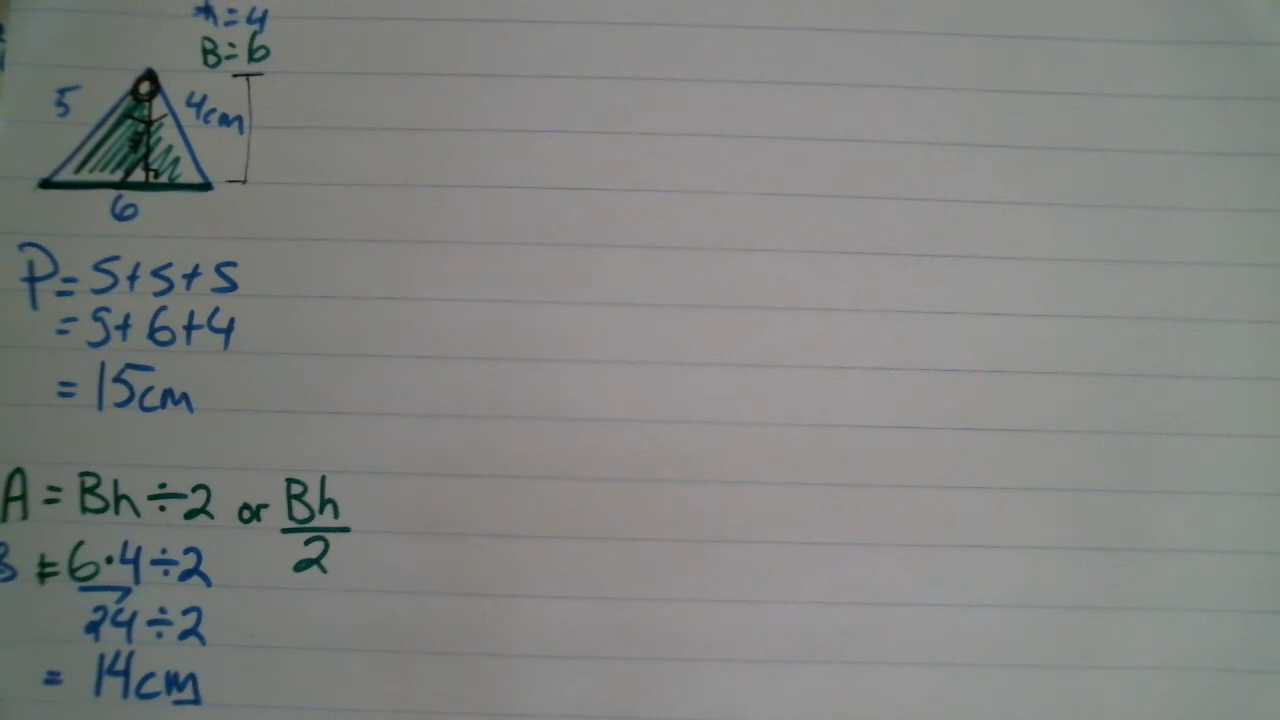 h=4
B=6
5
4cm
6
P=S+S+S
=5+6+4
=15cm
A=Bh÷2 or Bh
2
=6·4÷2
24÷2
=14cm